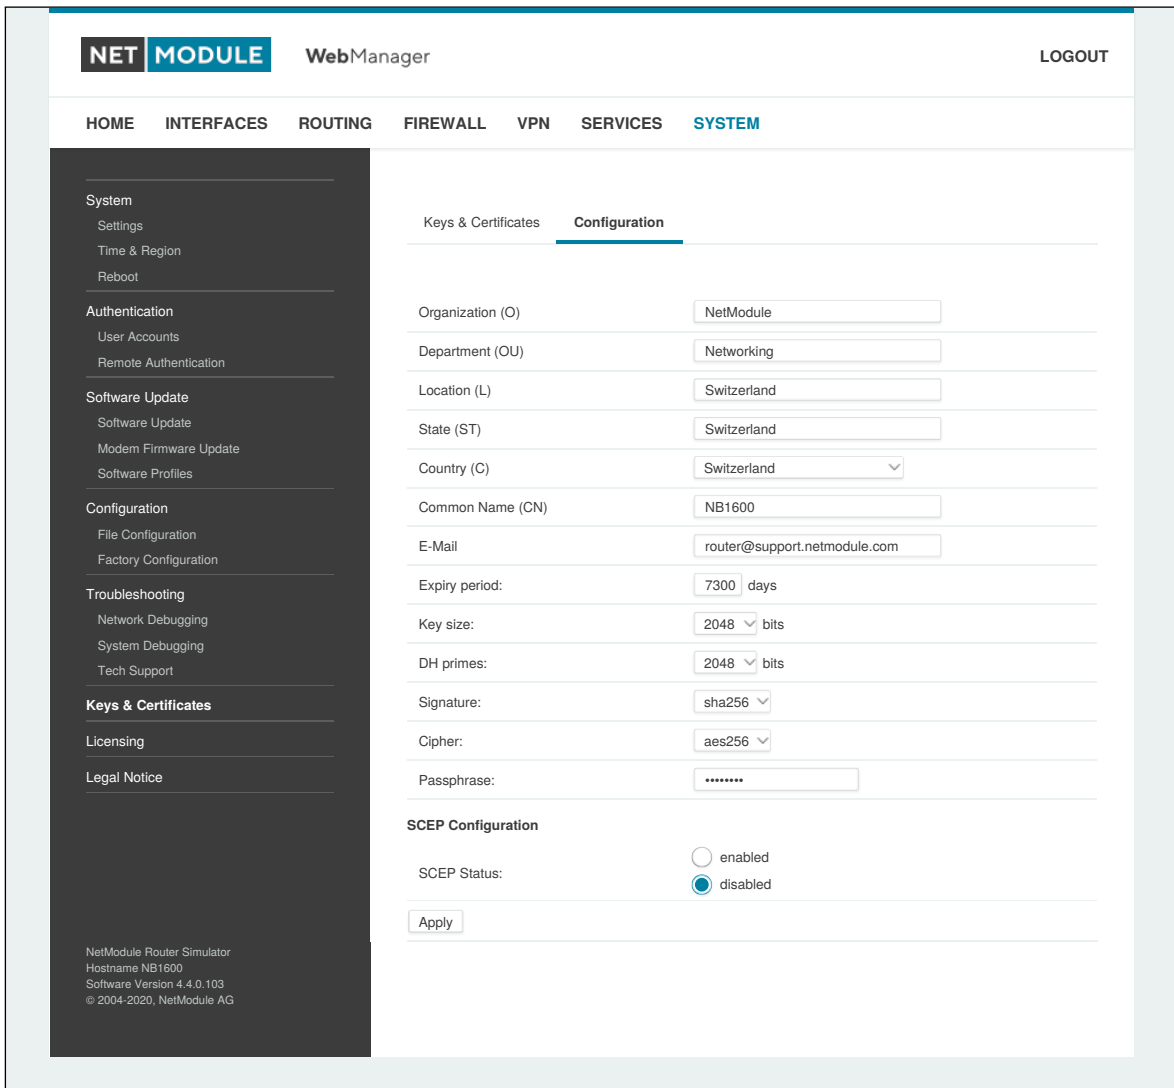 NET MODULE WebManager LOGOUT
HOME INTERFACES ROUTING FIREWALL VPN SERVICES SYSTEM
System
Settings
Time & Region
Reboot
Authentication
User Accounts
Remote Authentication
Software Update
Software Update
Modem Firmware Update
Software Profiles
Configuration
File Configuration
Factory Configuration
Troubleshooting
Network Debugging
System Debugging
Tech Support
Keys & Certificates
Licensing
Legal Notice
NetModule Router Simulator
Hostname NB1600
Software Version 4.4.0.103
© 2004-2020, NetModule AG
Keys & Certificates Configuration
Organization (O) NetModule
Department (OU) Networking
Location (L) Switzerland
State (ST) Switzerland
Country (C) Switzerland
Common Name (CN) NB1600
E-Mail router@support.netmodule.com
Expiry period: 7300 days
Key size: 2048 bits
DH primes: 2048 bits
Signature: sha256
Cipher: aes256
Passphrase: ••••••••
SCEP Configuration
SCEP Status: enabled
disabled
Apply